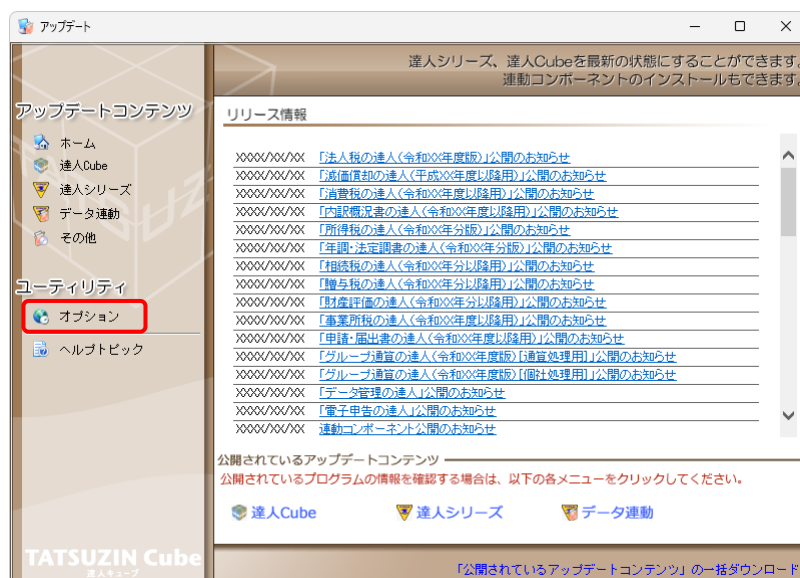 アップデート
達人シリーズ、達人Cubeを最新の状態にすることができます。
連動コンポーネントのインストールもできます。
アップデートコンテンツ
ホーム
達人Cube
達人シリーズ
データ連動
その他
ユーティリティ
オプション
ヘルプトピック
リリース情報
XXXX/XX/XX 「法人税の達人(令和XX年度版)」公開のお知らせ
XXXX/XX/XX 「減価償却の達人(平成XX年度以降用)」公開のお知らせ
XXXX/XX/XX 「消費税の達人(令和XX年度以降用)」公開のお知らせ
XXXX/XX/XX 「内訳概況書の達人(令和XX年度以降用)」公開のお知らせ
XXXX/XX/XX 「所得税の達人(令和XX年分版)」公開のお知らせ
XXXX/XX/XX 「年調・法定調書の達人(令和XX年分版)」公開のお知らせ
XXXX/XX/XX 「相続税の達人(令和XX年分以降用)」公開のお知らせ
XXXX/XX/XX 「贈与税の達人(令和XX年分以降用)」公開のお知らせ
XXXX/XX/XX 「財産評価の達人(令和XX年分以降用)」公開のお知らせ
XXXX/XX/XX 「事業所税の達人(令和XX年度以降用)」公開のお知らせ
XXXX/XX/XX 「申請・届出書の達人(令和XX年度以降用)」公開のお知らせ
XXXX/XX/XX 「グループ通算の達人(令和XX年度版)[通算処理用]」公開のお知らせ
XXXX/XX/XX 「グループ通算の達人(令和XX年度版)[個社処理用]」公開のお知らせ
XXXX/XX/XX 「データ管理の達人」公開のお知らせ
XXXX/XX/XX 「電子申告の達人」公開のお知らせ
XXXX/XX/XX 連動コンポーネント公開のお知らせ
公開されているアップデートコンテンツ
公開されているプログラムの情報を確認する場合は、以下の各メニューをクリックしてください。
達人Cube 達人シリーズ データ連動
TATSUZIN Cube
達人キューブ
「公開されているアップデートコンテンツ」の一括ダウンロード